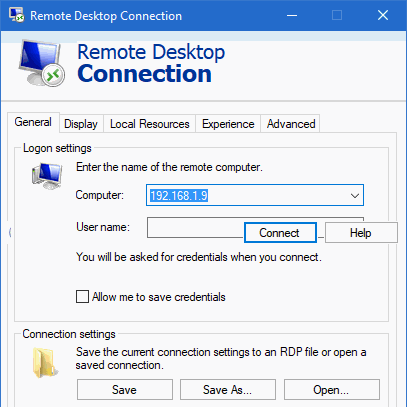 Remote Desktop Connection
Remote Desktop
Connection
General Display Local Resources Experience Advanced
Logon settings
Enter the name of the remote computer.
Computer: 192.168.1.9
User name:
Connect Help
You will be asked for credentials when you connect.
Allow me to save credentials
Connection settings
Save the current connection settings to an RDP file or open a
saved connection.
Save Save As... Open...